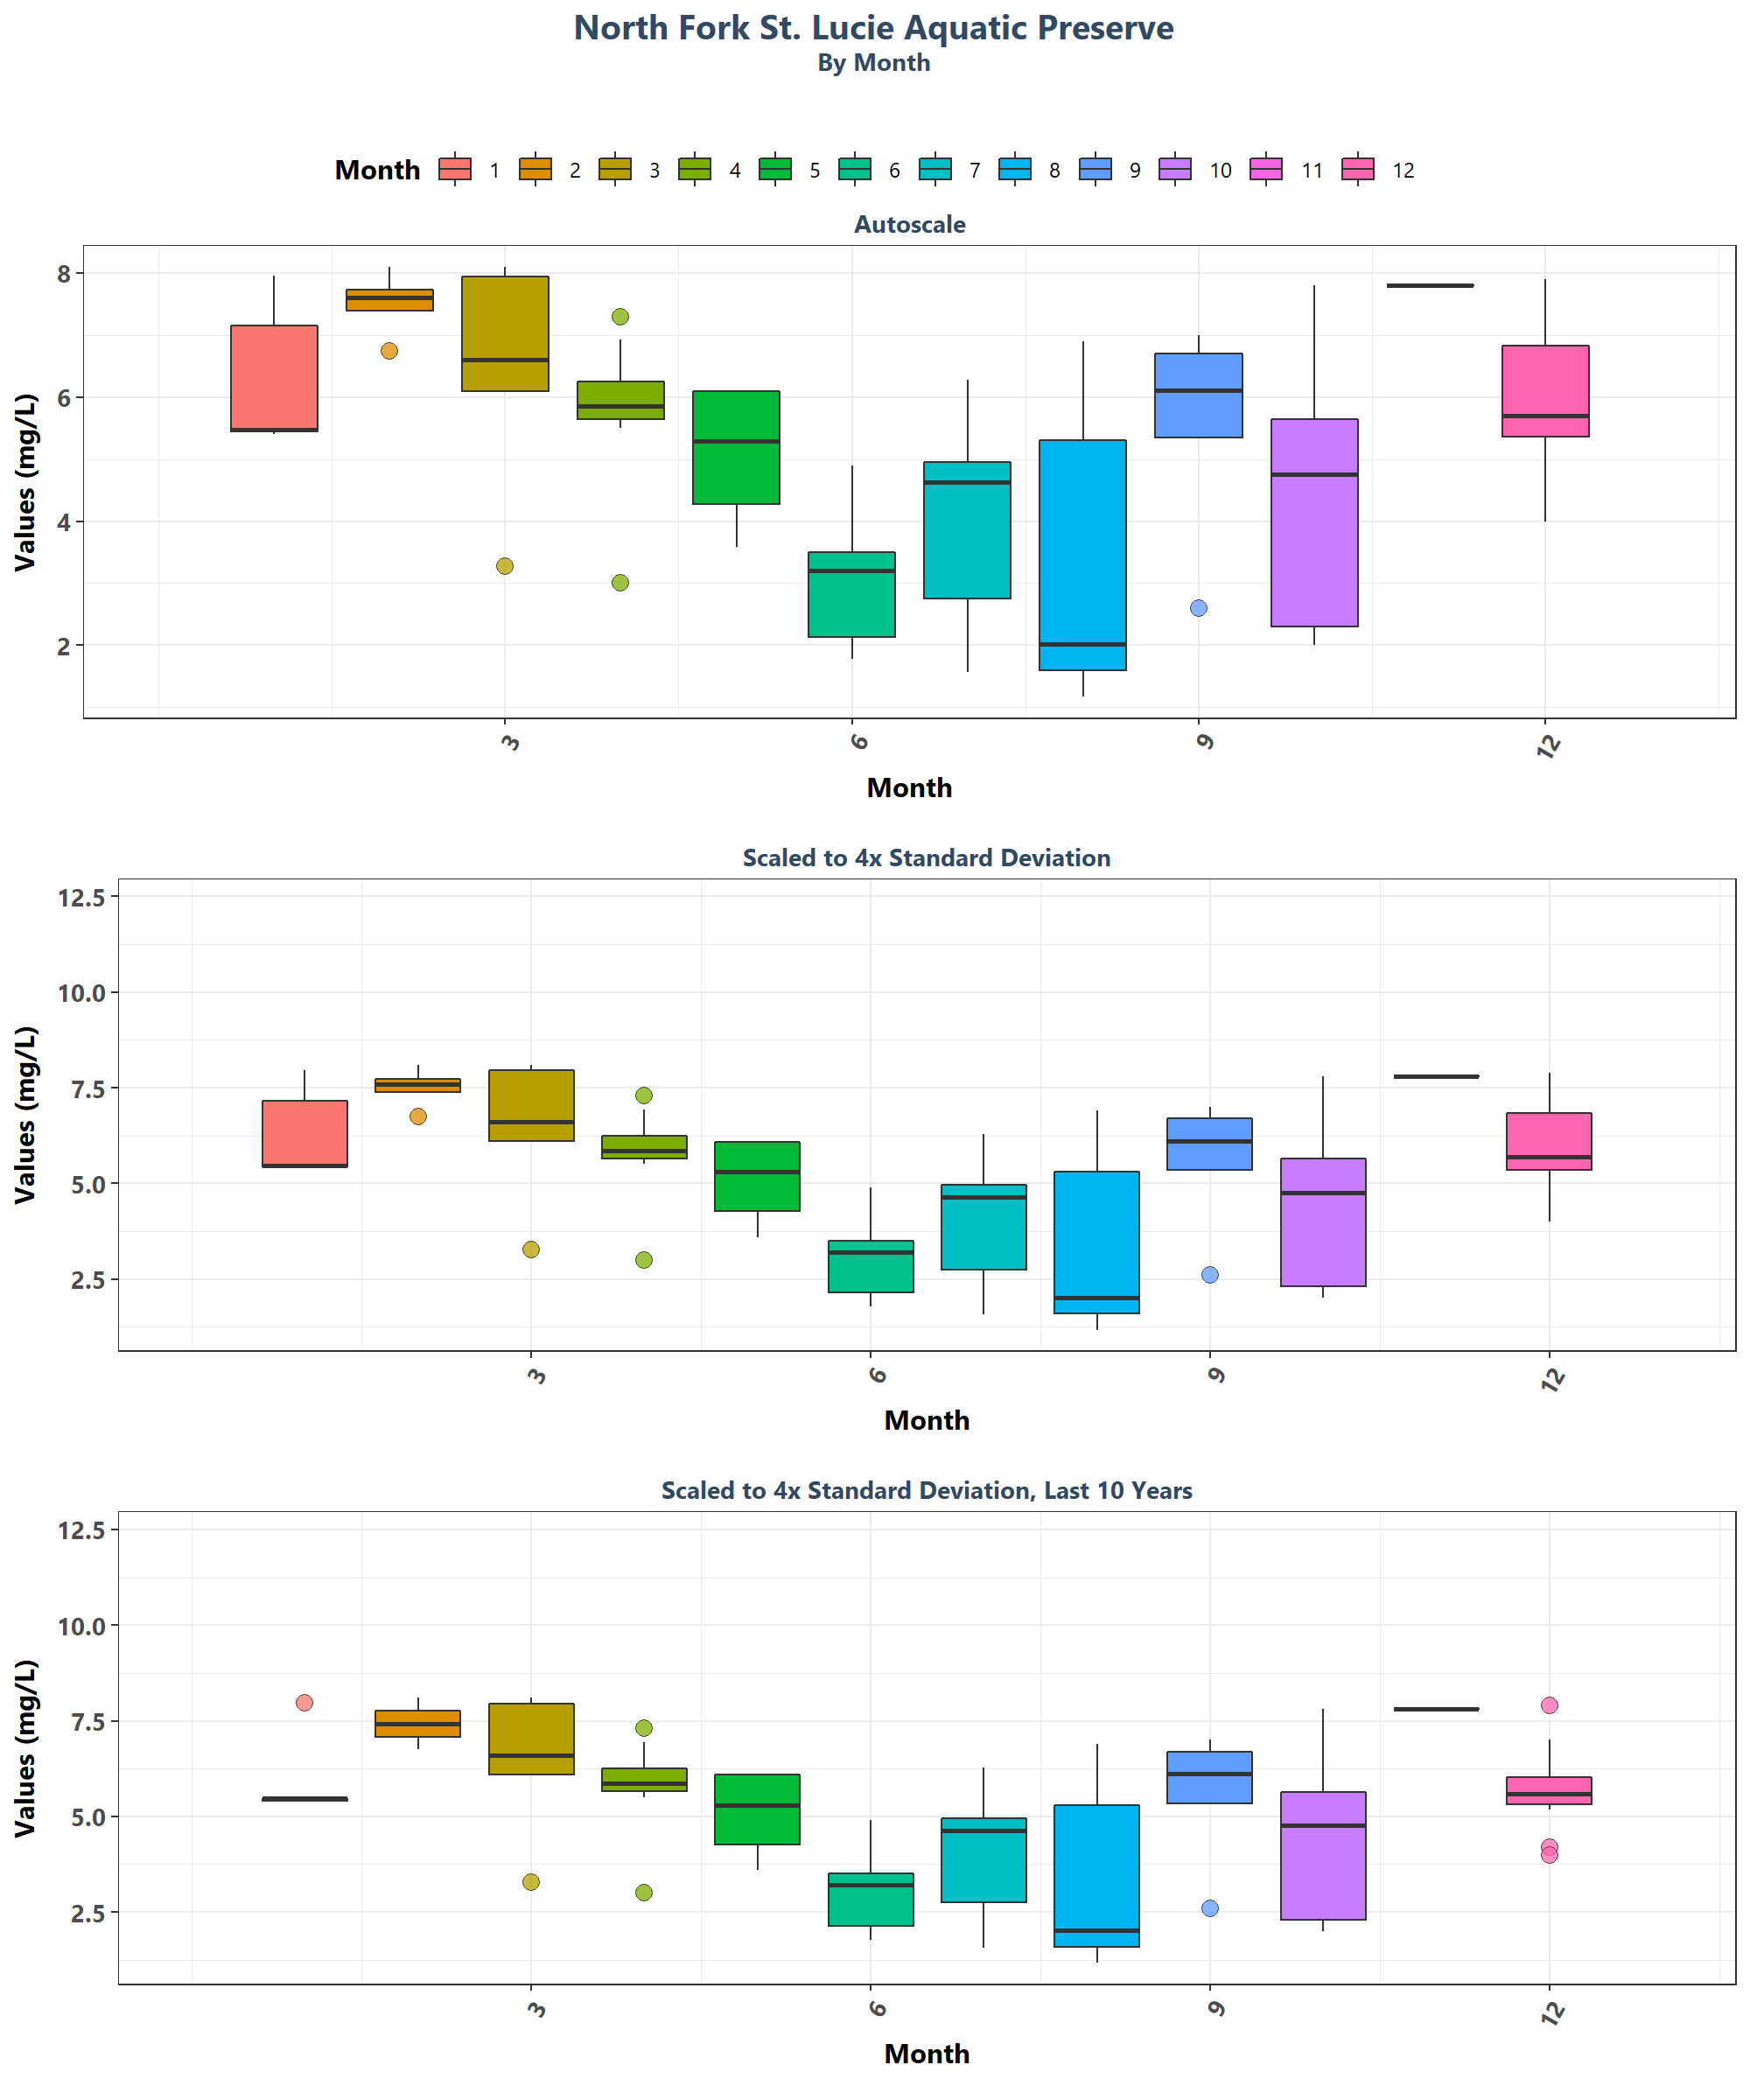 North Fork St. Lucie Aquatic Preserve
By Month
Month 1 2 3 4 5 6 7 8 9 10 11 12
Autoscale
Values (mg/L)
8
6
4
2
3 6 9 12
Month
Scaled to 4x Standard Deviation
Values (mg/L)
12.5
10.0
7.5
5.0
2.5
3 6 9 12
Month
Scaled to 4x Standard Deviation, Last 10 Years
Values (mg/L)
12.5
10.0
7.5
5.0
2.5
3 6 9 12
Month